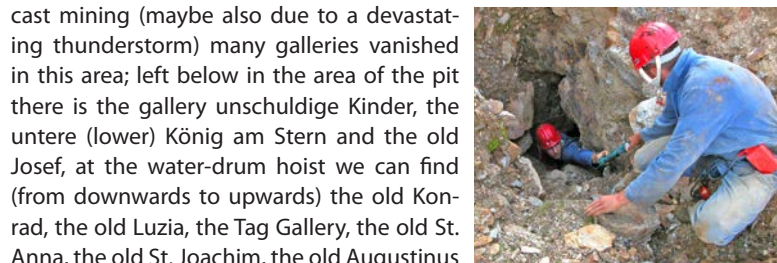 cast mining (maybe also due to a devastat-
ing thunderstorm) many galleries vanished
in this area; left below in the area of the pit
there is the gallery unschuldige Kinder, the
untere (lower) König am Stern and the old
Josef, at the water-drum hoist we can find
(from downwards to upwards) the old Kon-
rad, the old Luzia, the Tag Gallery, the old St.
Anna, the old St. Joachim, the old Augustinus